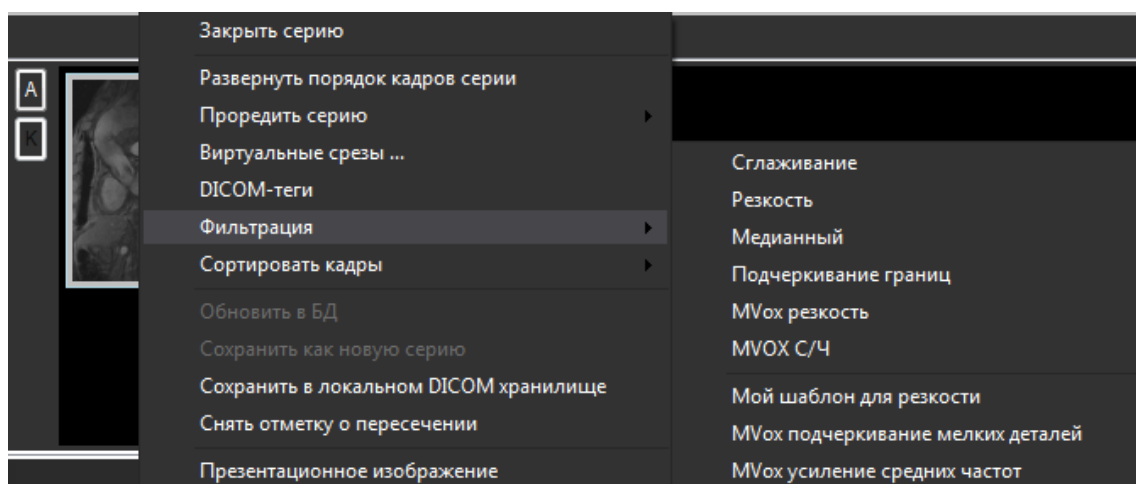 A
K
Закрыть серию
Развернуть порядок кадров серии
Проредить серию
Виртуальные срезы ...
DICOM-теги
Фильтрация
Сортировать кадры
Обновить в БД
Сохранить как новую серию
Сохранить в локальном DICOM хранилище
Снять отметку о пересечении
Презентационное изображение
Сглаживание
Резкость
Медианный
Подчеркивание границ
MVox резкость
MVOX С/Ч
Мой шаблон для резкости
MVox подчеркивание мелких деталей
MVox усиление средних частот